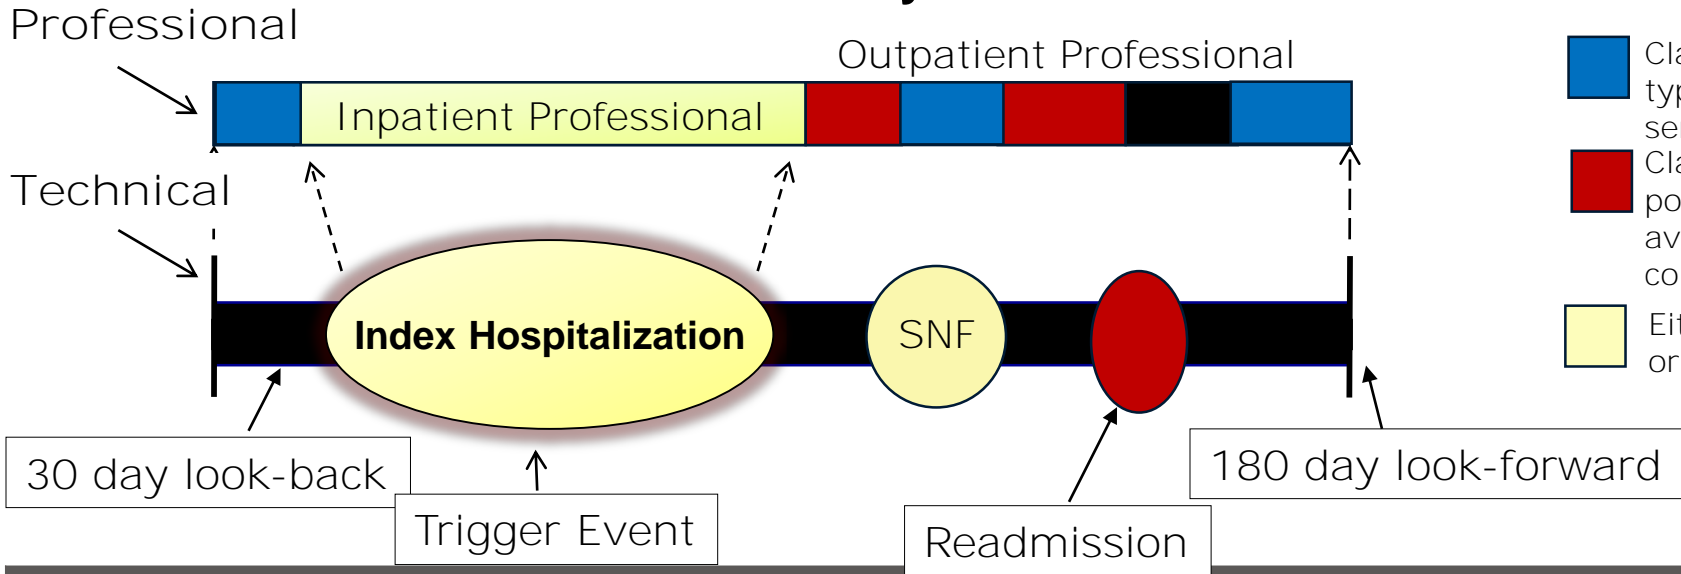 Professional
Outpatient Professional
Inpatient Professional
Technical
Index Hospitalization
SNF
30 day look-back
Trigger Event
Readmission
180 day look-forward
or